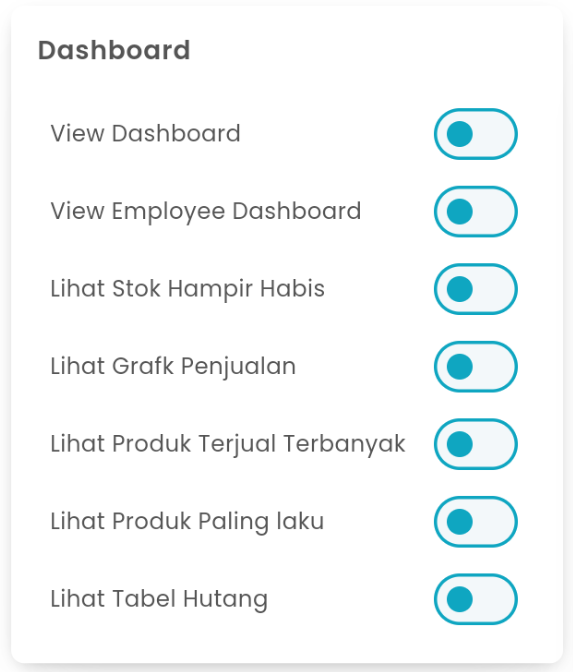 Dashboard
View Dashboard
View Employee Dashboard
Lihat Stok Hampir Habis
Lihat Grafk Penjualan
Lihat Produk Terjual Terbanyak
Lihat Produk Paling laku
Lihat Tabel Hutang